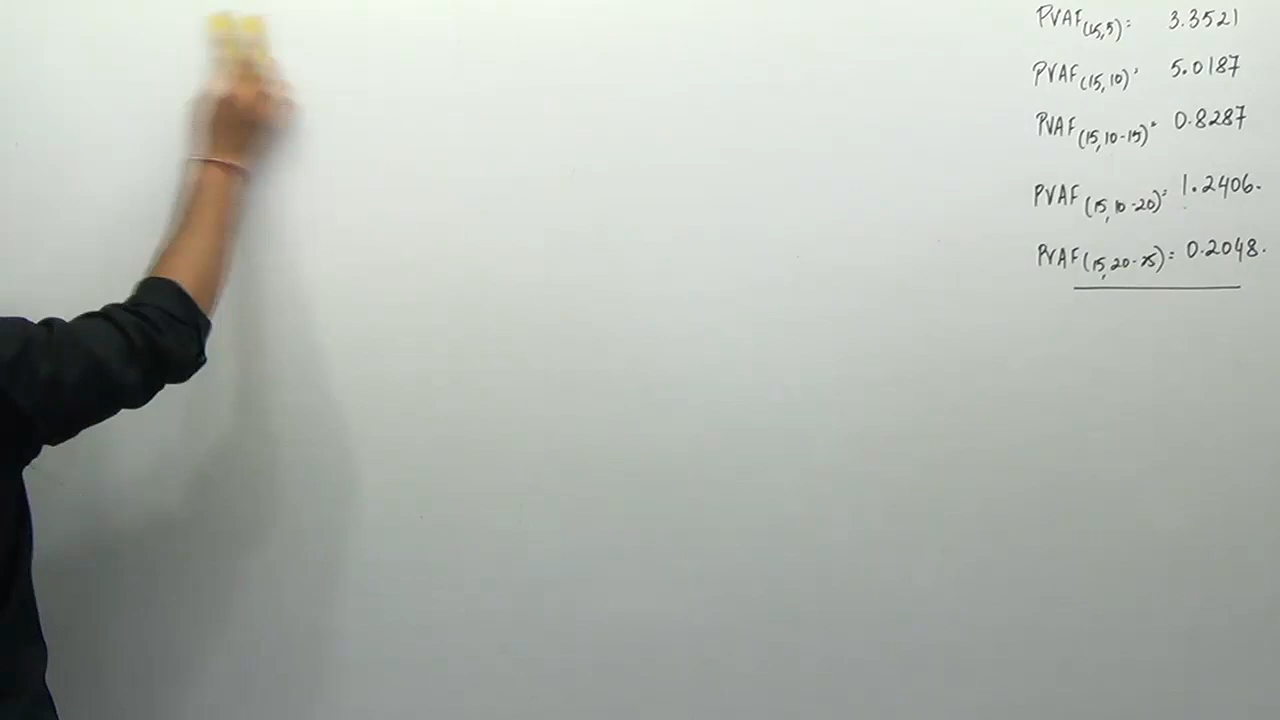 PVAF(15,5) = 3.3521
PVAF(15,10) = 5.0187
PVAF(15,10-15) = 0.8287
PVAF(15,10-20) = 1.2406.
PVAF(15,20-25) = 0.2048.